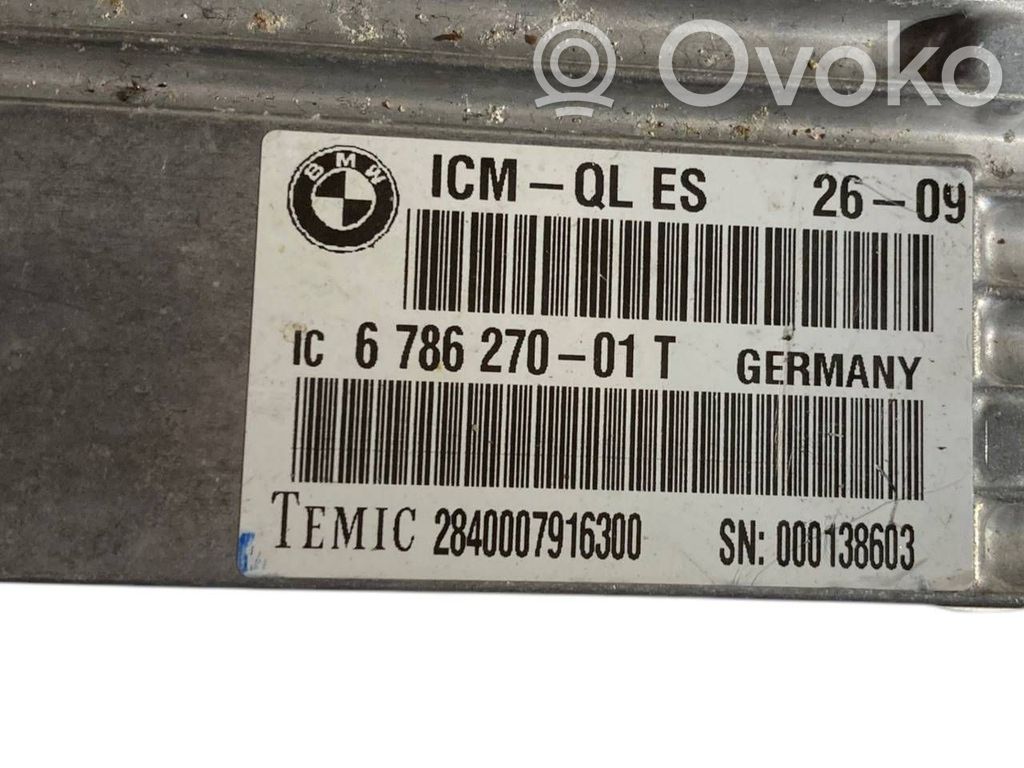 Ovoko
BMW
ICM-QL ES 26-09
IC 6 786 270-01 T GERMANY
TEMIC 2840007916300 SN: 000138603